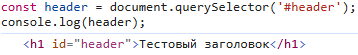 const header = document.querySelector('#header');
console.log(header);
<h1 id="header">Тестовый заголовок</h1>